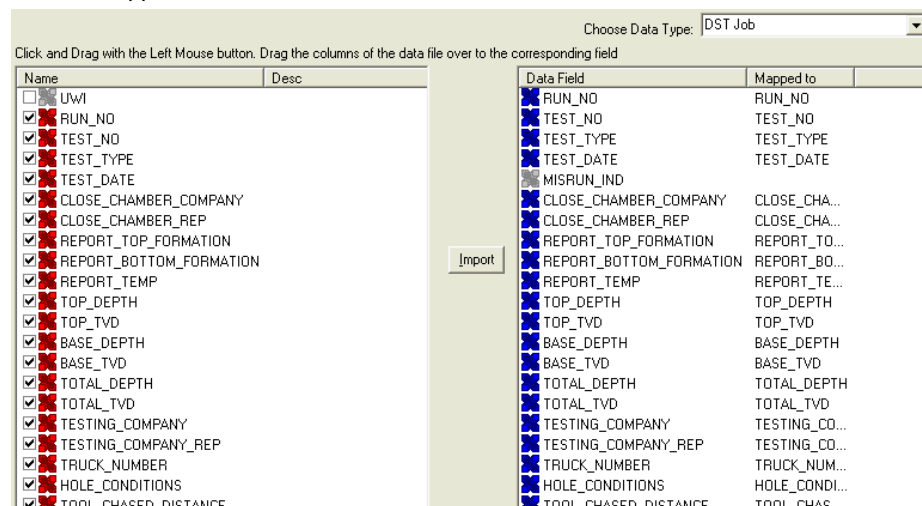 Choose Data Type: DST Job
Click and Drag with the Left Mouse button. Drag the columns of the data file over to the corresponding field
Name Desc Data Field Mapped to
UWI RUN_NO RUN_NO
RUN_NO TEST_NO TEST_NO
TEST_NO TEST_TYPE TEST_TYPE
TEST_TYPE TEST_DATE TEST_DATE
TEST_DATE MISRUN_IND
CLOSE_CHAMBER_COMPANY CLOSE_CHAMBER_COMPANY CLOSE_CHA...
CLOSE_CHAMBER_REP CLOSE_CHAMBER_REP CLOSE_CHA...
REPORT_TOP_FORMATION REPORT_TOP_FORMATION REPORT_TO...
REPORT_BOTTOM_FORMATION Import REPORT_BOTTOM_FORMATION REPORT_BO...
REPORT_TEMP REPORT_TEMP REPORT_TE...
TOP_DEPTH TOP_DEPTH TOP_DEPTH
TOP_TVD TOP_TVD TOP_TVD
BASE_DEPTH BASE_DEPTH BASE_DEPTH
BASE_TVD BASE_TVD BASE_TVD
TOTAL_DEPTH TOTAL_DEPTH TOTAL_DEPTH
TOTAL_TVD TOTAL_TVD TOTAL_TVD
TESTING_COMPANY TESTING_COMPANY TESTING_CO...
TESTING_COMPANY_REP TESTING_COMPANY_REP TESTING_CO...
TRUCK_NUMBER TRUCK_NUMBER TRUCK_NUM...
HOLE_CONDITIONS HOLE_CONDITIONS HOLE_CONDI...
TOOL_CHASED_DISTANCE TOOL_CHASED_DISTANCE TOOL_CHAS...